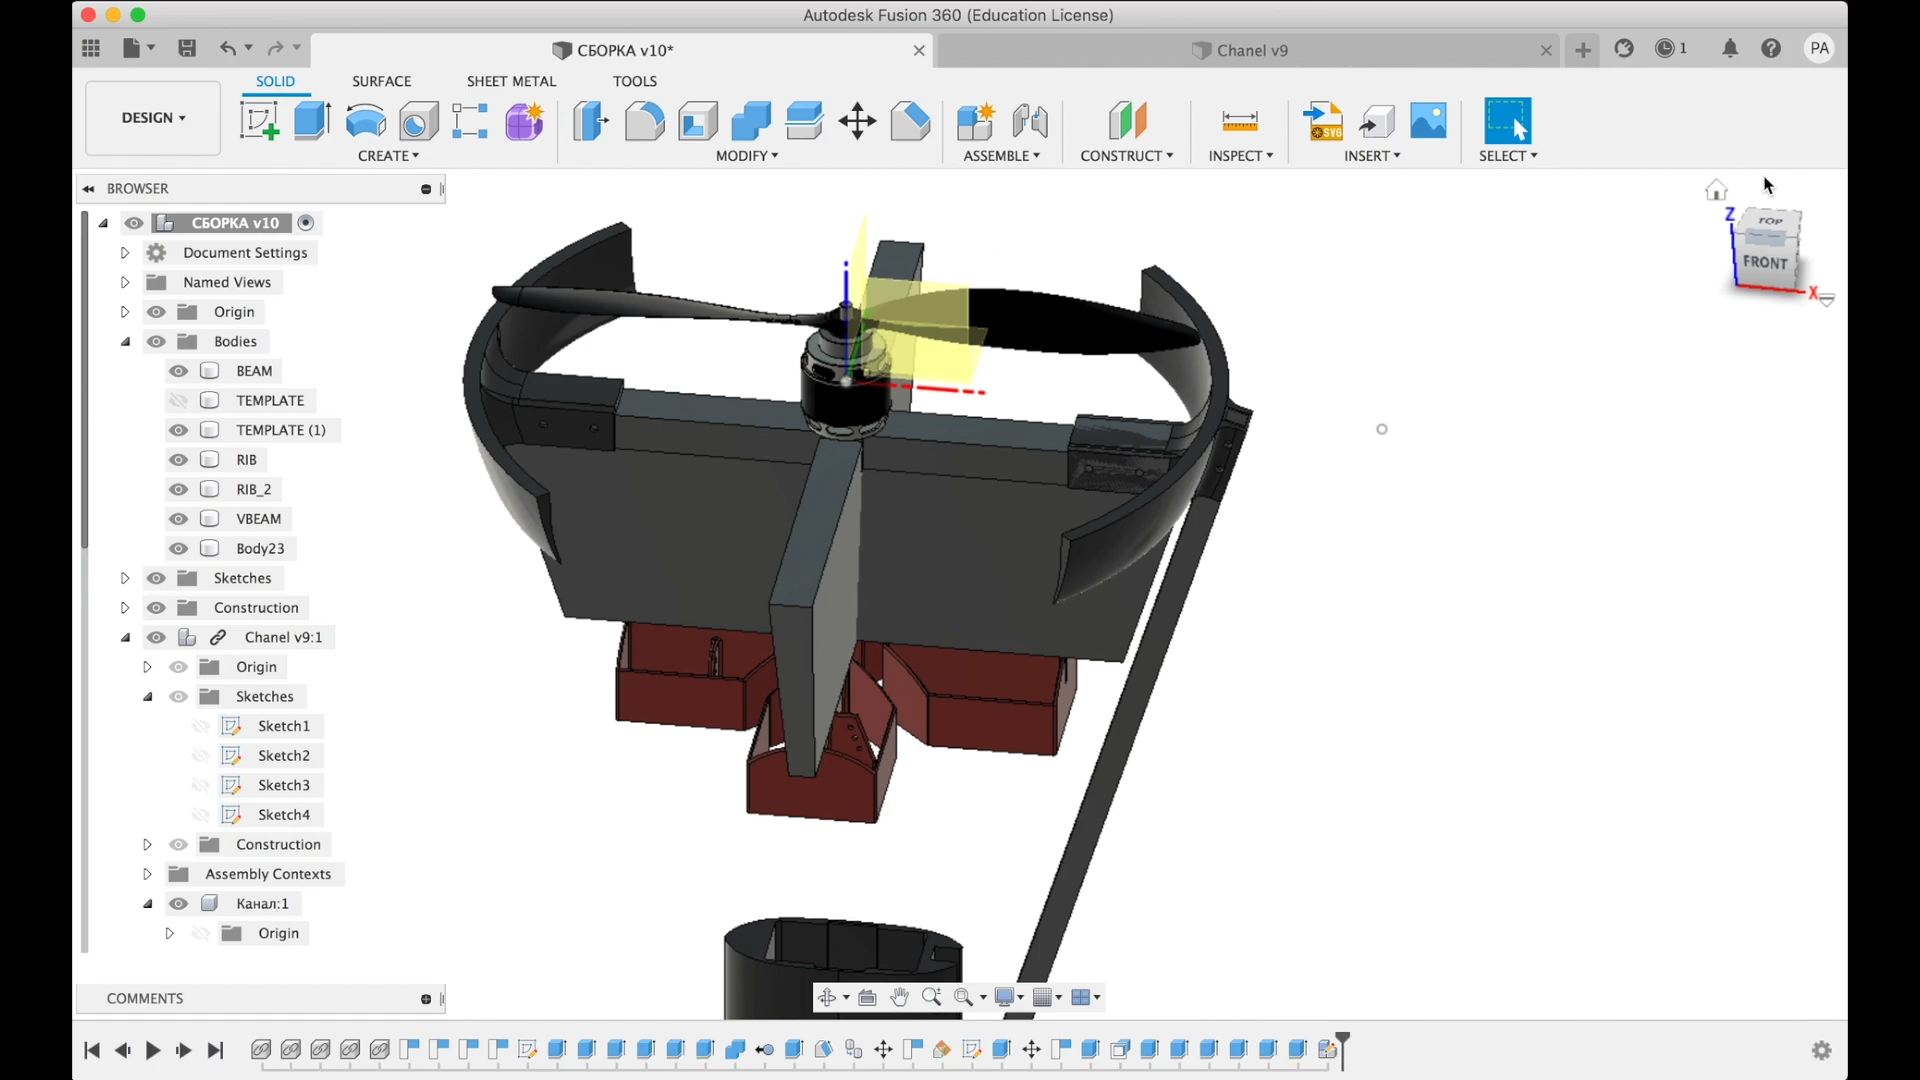 Autodesk Fusion 360 (Education License)
СБОРКА v10*
Chanel v9
1
PA
DESIGN
SOLID
SURFACE
SHEET METAL
TOOLS
CREATE
MODIFY
ASSEMBLE
CONSTRUCT
INSPECT
SVG
INSERT
SELECT
BROWSER
СБОРКА v10
Document Settings
Named Views
Origin
Bodies
BEAM
TEMPLATE
TEMPLATE (1)
RIB
RIB_2
VBEAM
Body23
Sketches
Construction
Chanel v9:1
Origin
Sketches
Sketch1
Sketch2
Sketch3
Sketch4
Construction
Assembly Contexts
Канал:1
Origin
Z
TOP
FRONT
X
COMMENTS